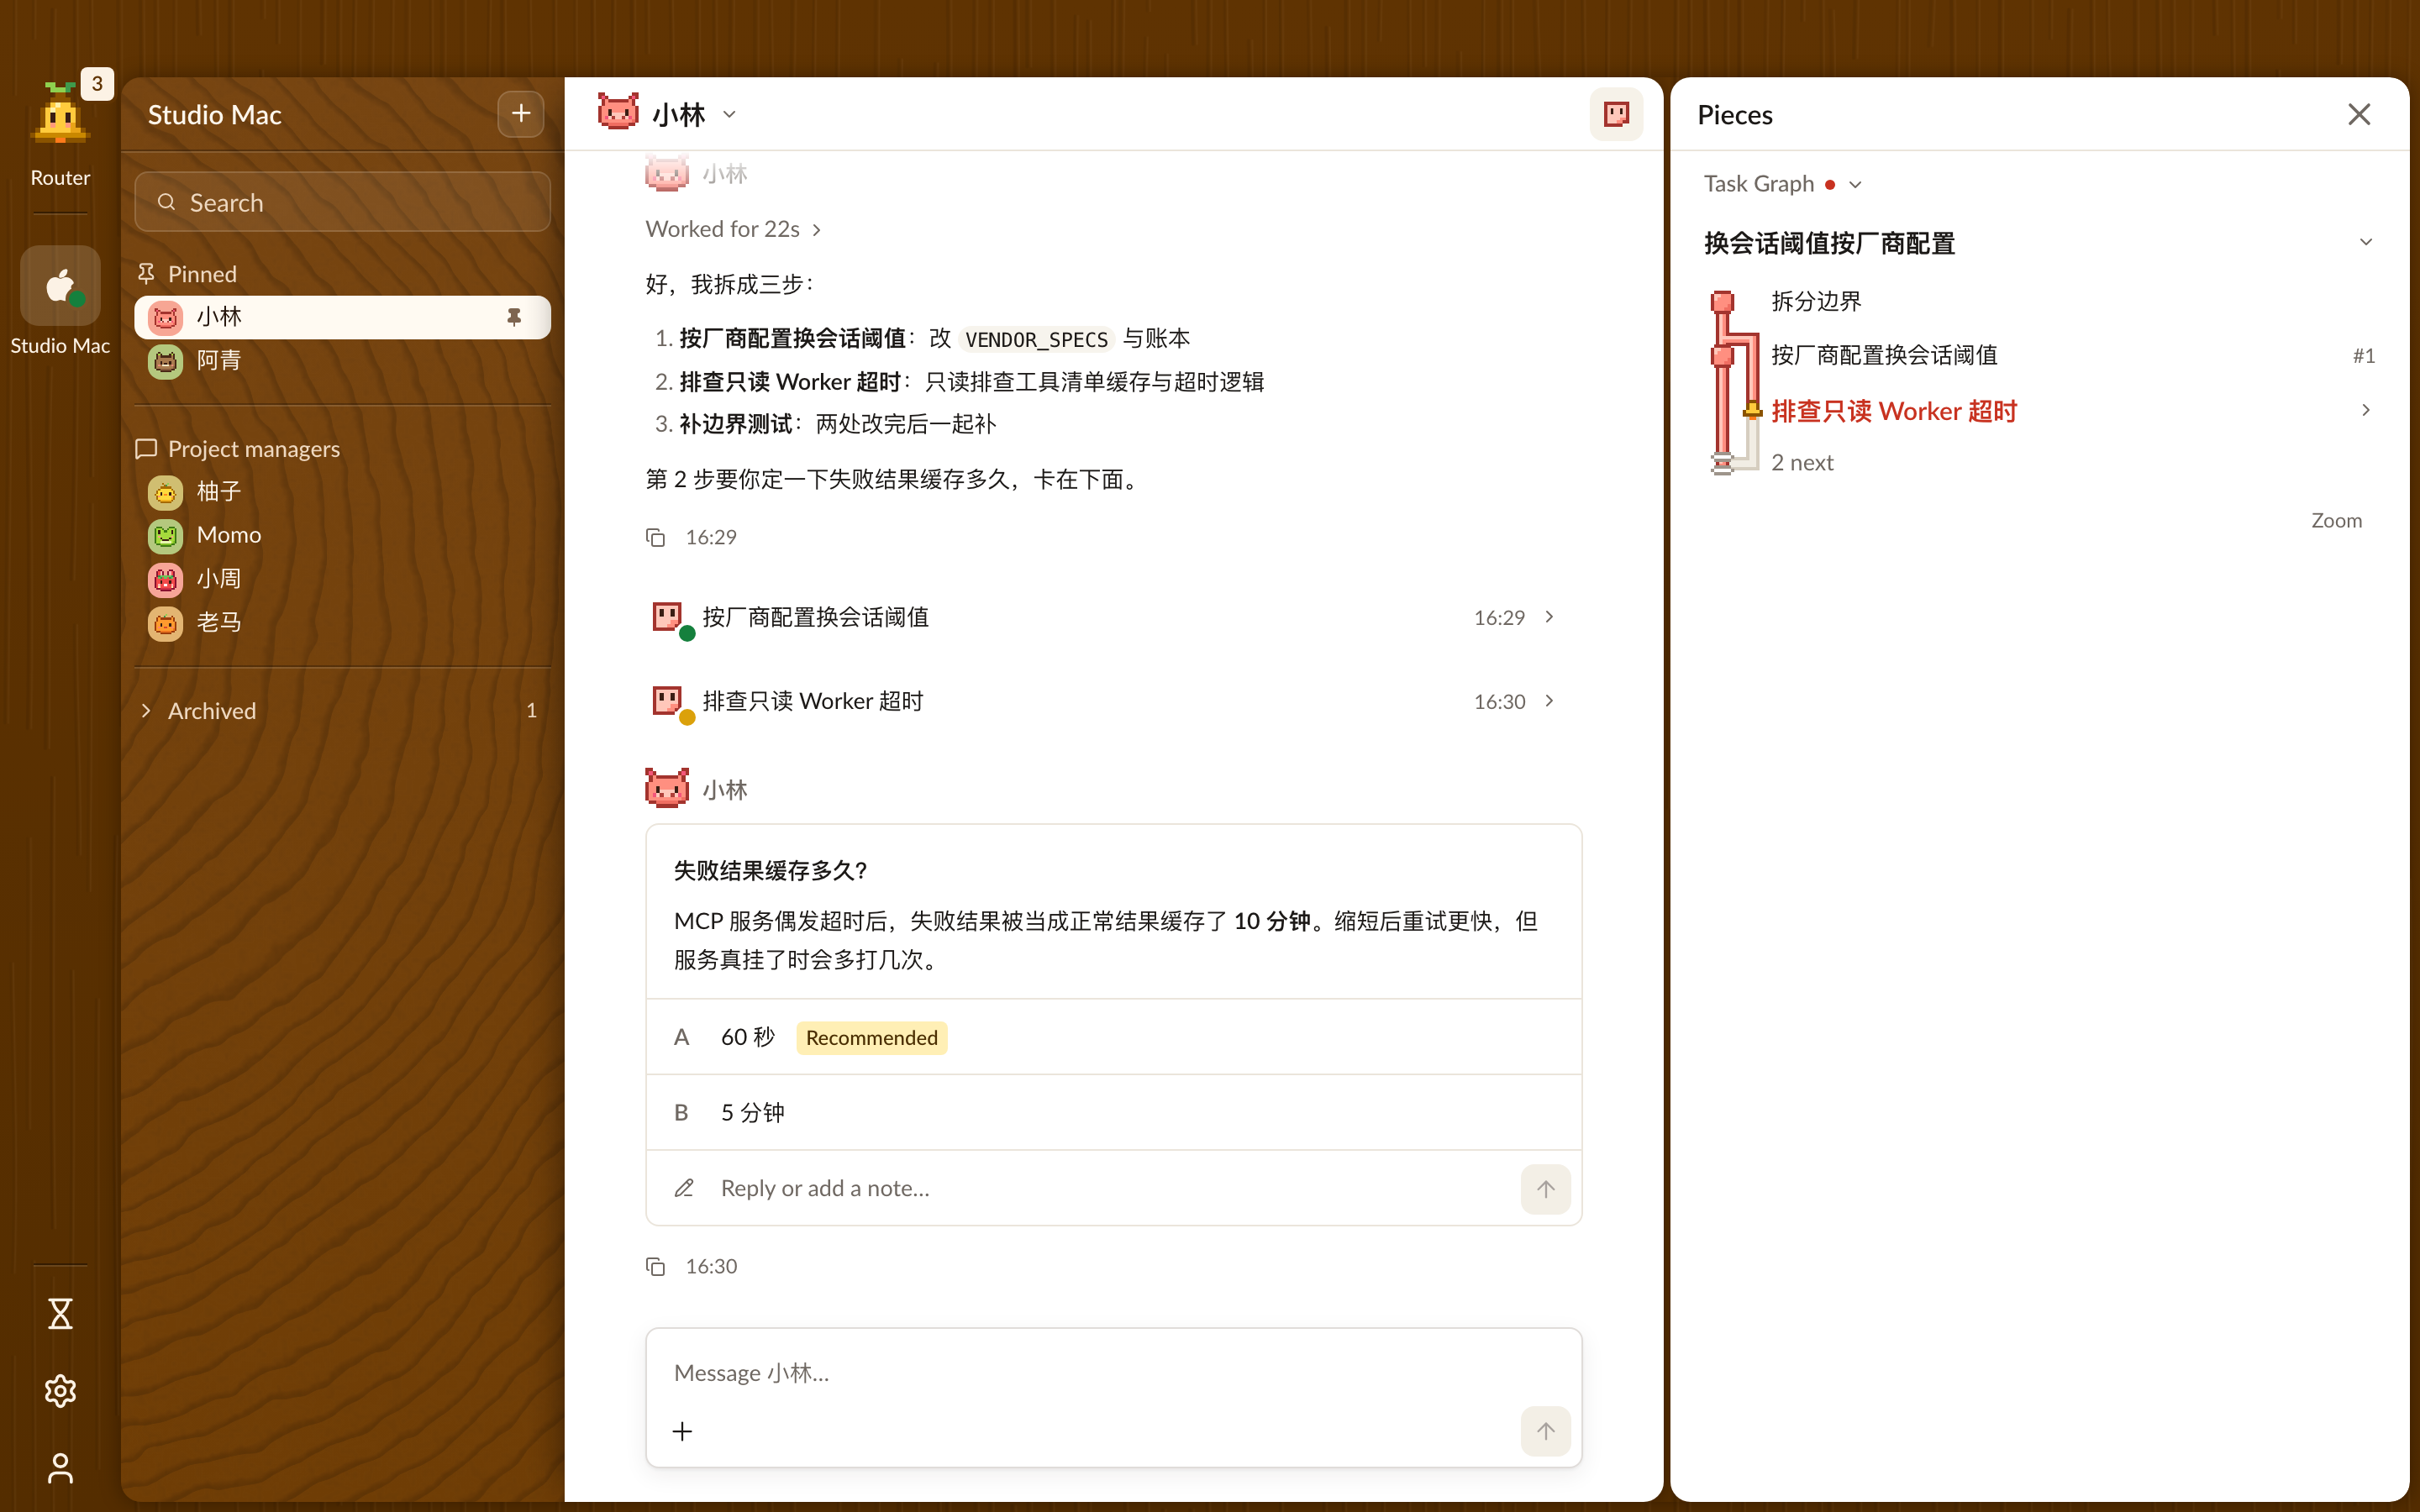 3
Router
Studio Mac
Studio Mac
Search
Pinned
小林
阿青
Project managers
柚子
Momo
小周
老马
Archived
1
小林
小林
Worked for 22s
好，我拆成三步：
1. 按厂商配置换会话阈值：改 VENDOR_SPECS 与账本
2. 排查只读 Worker 超时：只读排查工具清单缓存与超时逻辑
3. 补边界测试：两处改完后一起补
第 2 步要你定一下失败结果缓存多久，卡在下面。
16:29
按厂商配置换会话阈值 16:29
排查只读 Worker 超时 16:30
小林
失败结果缓存多久？
MCP 服务偶发超时后，失败结果被当成正常结果缓存了 10 分钟。缩短后重试更快，但
服务真挂了时会多打几次。
A 60 秒 Recommended
B 5 分钟
Reply or add a note...
16:30
Message 小林...
Pieces
Task Graph
换会话阈值按厂商配置
拆分边界
按厂商配置换会话阈值 #1
排查只读 Worker 超时
2 next
Zoom